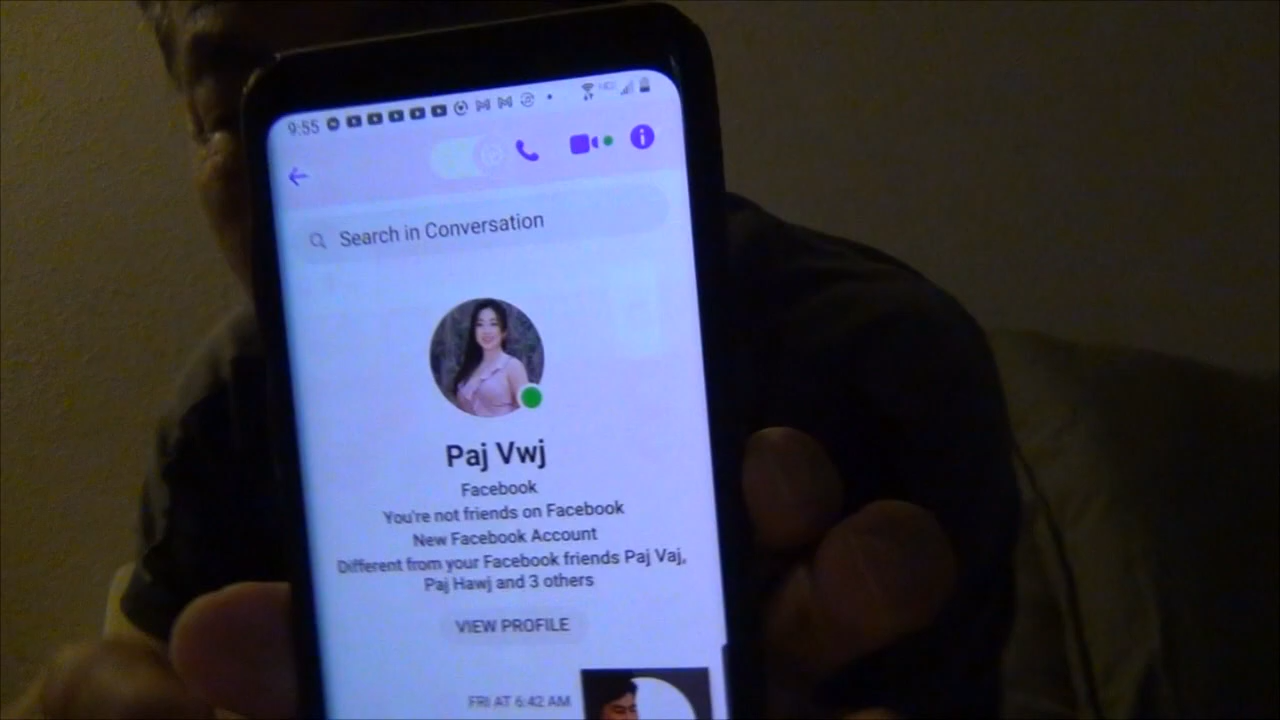 9:55
Search in Conversation
Paj Vwj
Facebook
You're not friends on Facebook
New Facebook Account
Different from your Facebook friends Paj Vaj,
Paj Hawj and 3 others
VIEW PROFILE
FRI AT 6:42 AM